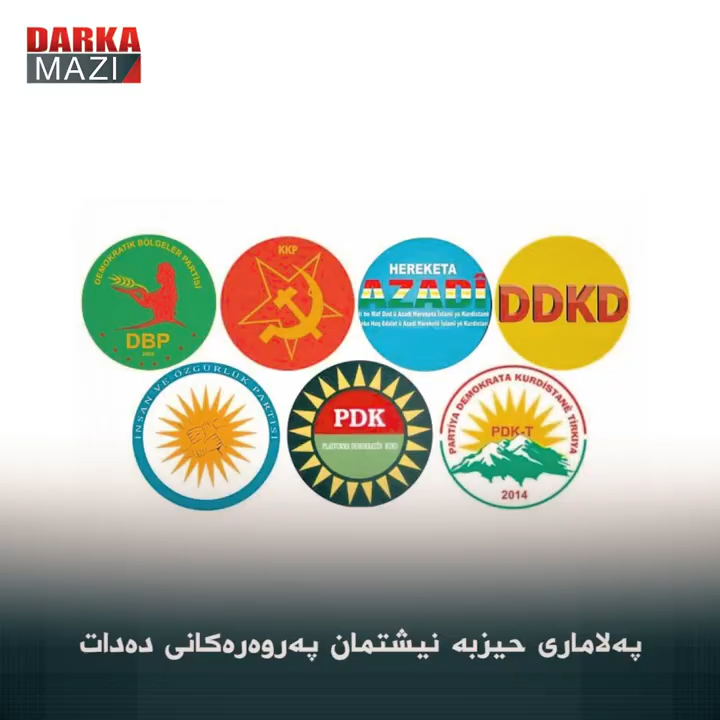 DARKA
MAZI
DEMOKRATİK BÖLGELER PARTİSİ
DBP
KKP
HEREKETA
AZADÎ
DDKD
İNSAN VE ÖZGÜRLÜK PARTİSİ
PDK
PARTIYA DEMOKRATA KURDISTANÊ TIRKIYA
PDK-T
2014
پەلاماری حیزبە نیشتمان پەروەرەکانی دەدات